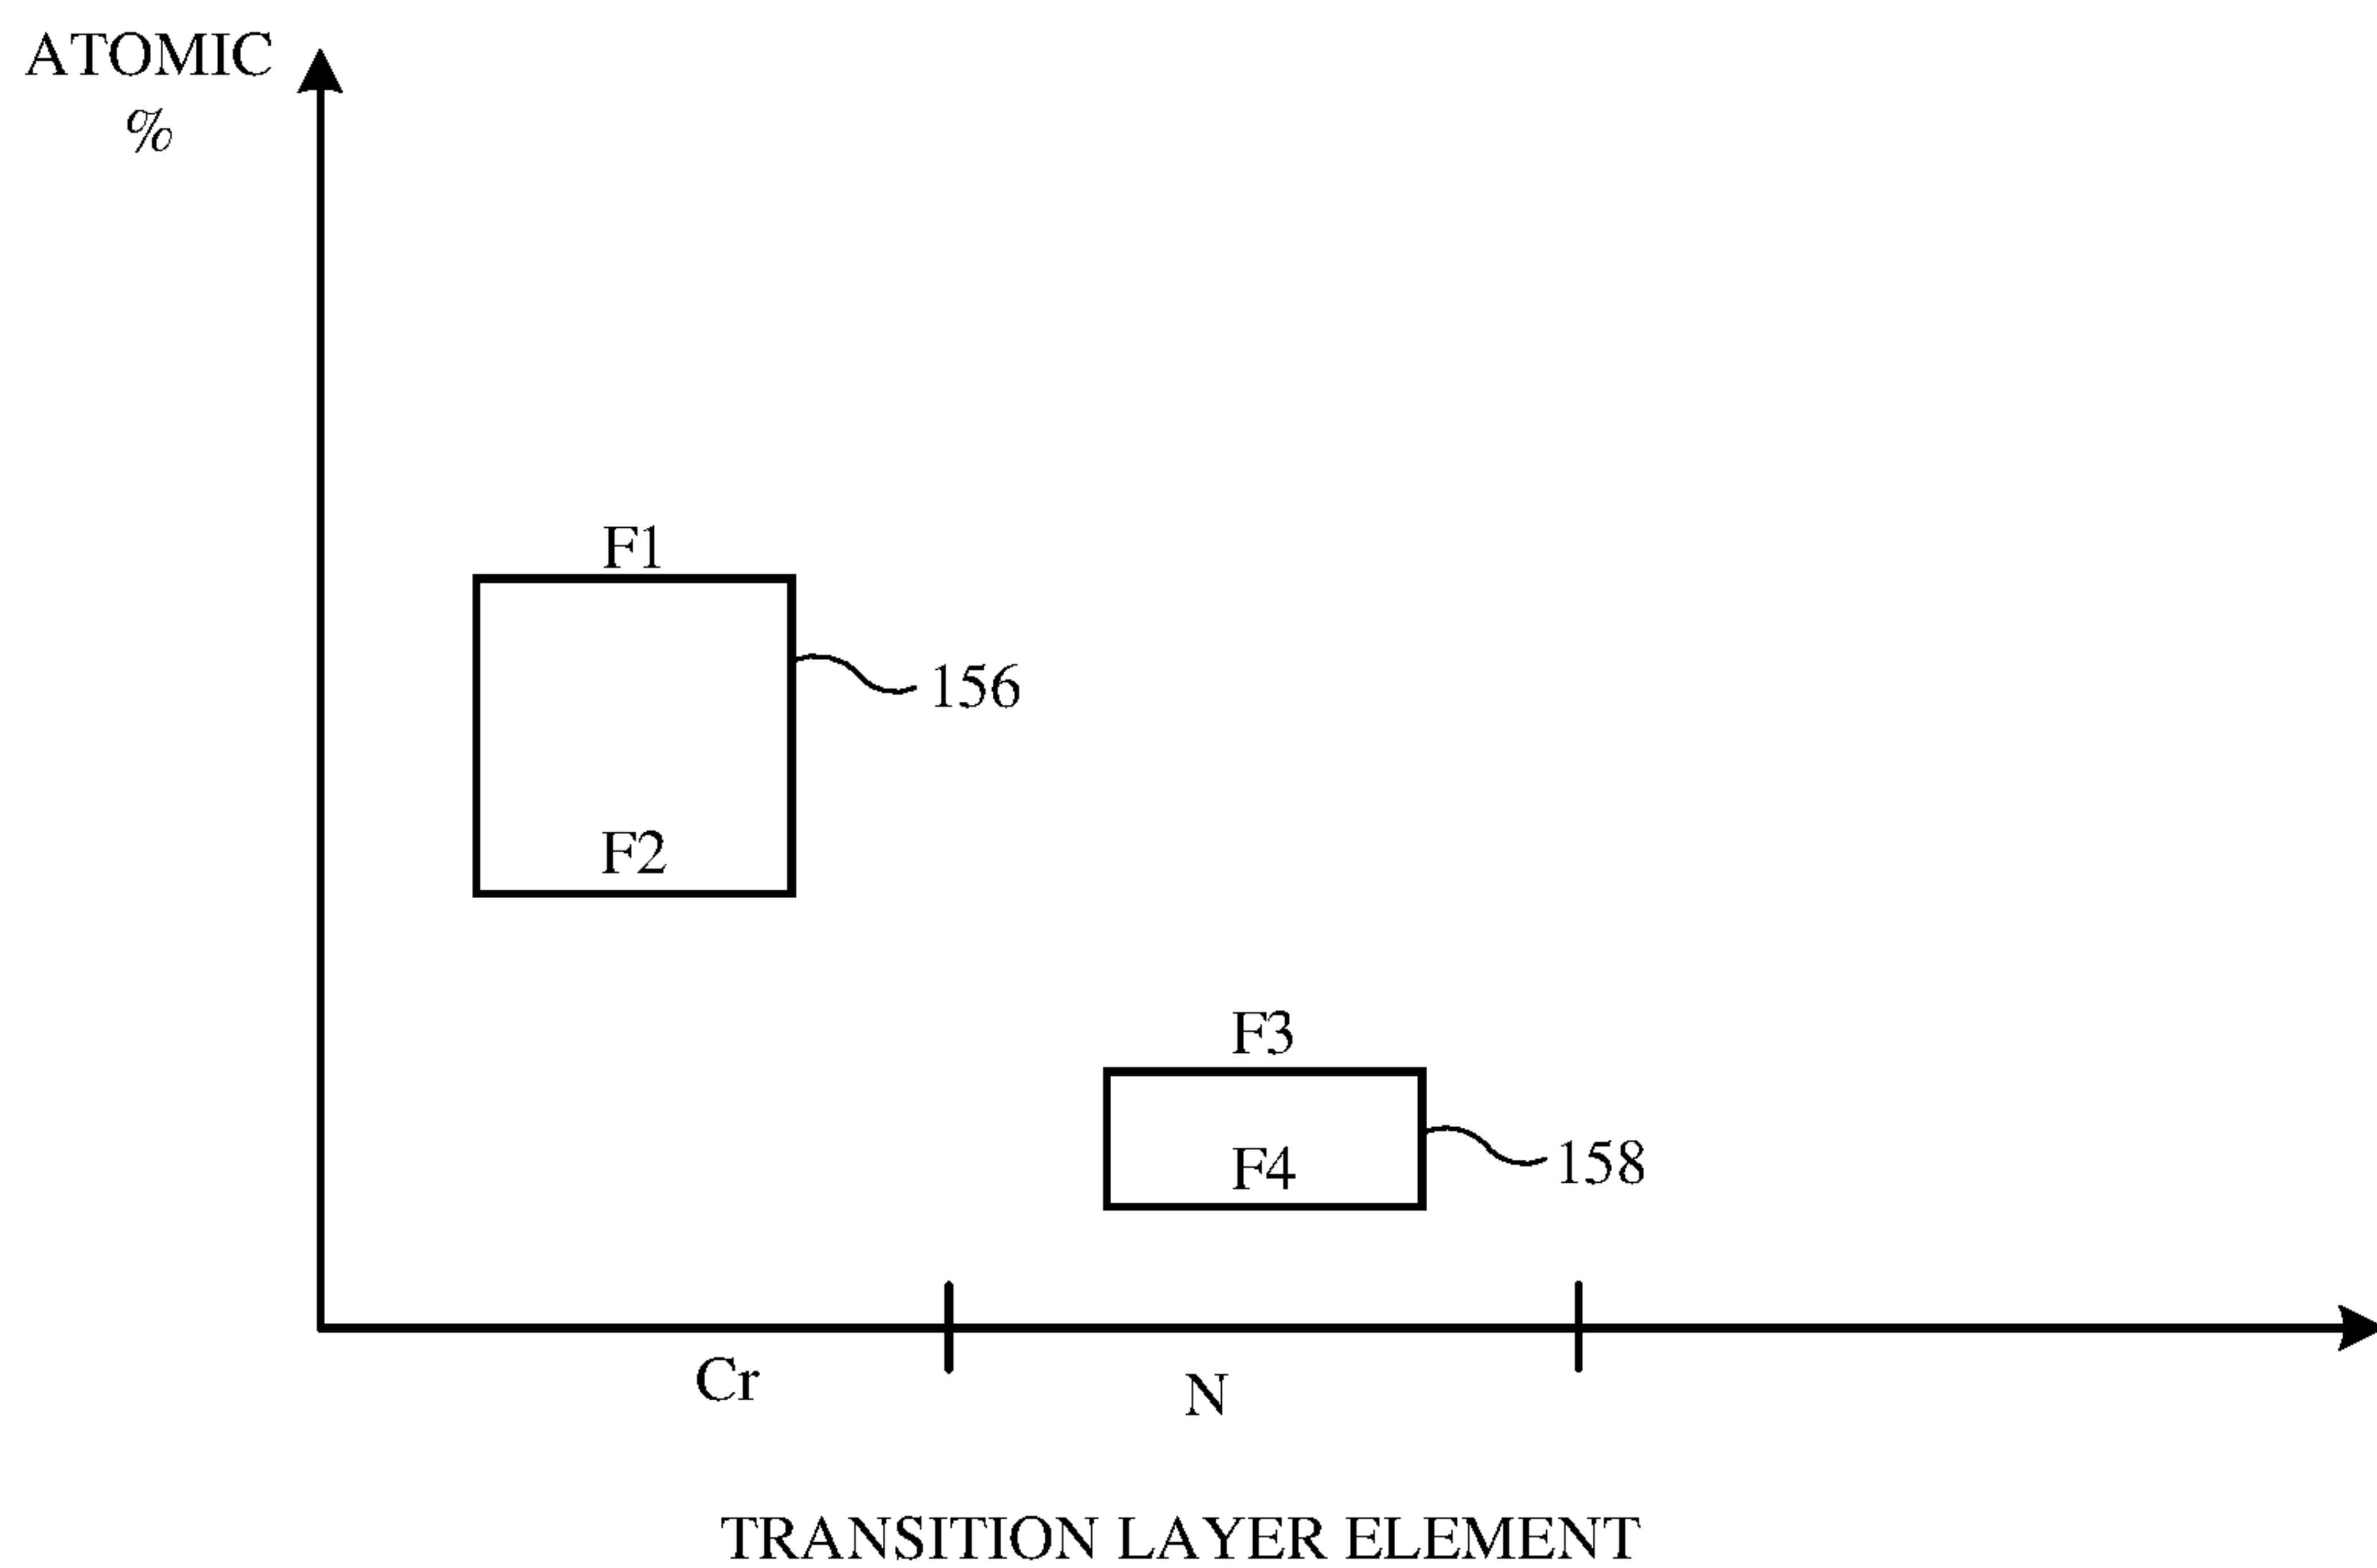 ATOMIC
%
F1
156
F2
F3
F4
158
Cr
N
TRANSITION LAYER ELEMENT